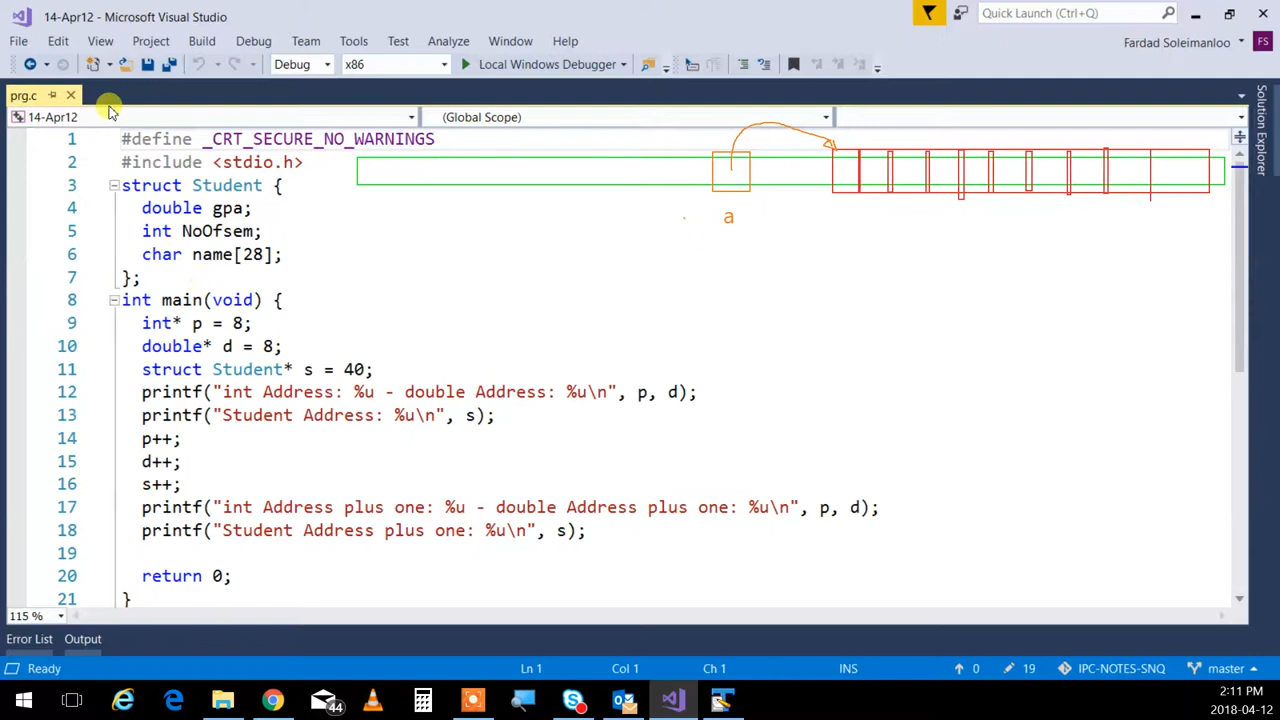 14-Apr12 - Microsoft Visual Studio
Quick Launch (Ctrl+Q)
File Edit View Project Build Debug Team Tools Test Analyze Window Help
Fardad Soleimanloo FS
Debug x86 Local Windows Debugger
prg.c
14-Apr12 (Global Scope)
Solution Explorer
1 #define _CRT_SECURE_NO_WARNINGS
2 #include <stdio.h>
3 struct Student {
4 double gpa;
a
5 int NoOfsem;
6 char name[28];
7 };
8 int main(void) {
9 int* p = 8;
10 double* d = 8;
11 struct Student* s = 40;
12 printf("int Address: %u - double Address: %u\n", p, d);
13 printf("Student Address: %u\n", s);
14 p++;
15 d++;
16 s++;
17 printf("int Address plus one: %u - double Address plus one: %u\n", p, d);
18 printf("Student Address plus one: %u\n", s);
19
20 return 0;
21 }
115 %
Error List Output
Ready Ln 1 Col 1 Ch 1 INS 0 19 IPC-NOTES-SNQ master
44
2:11 PM
2018-04-12